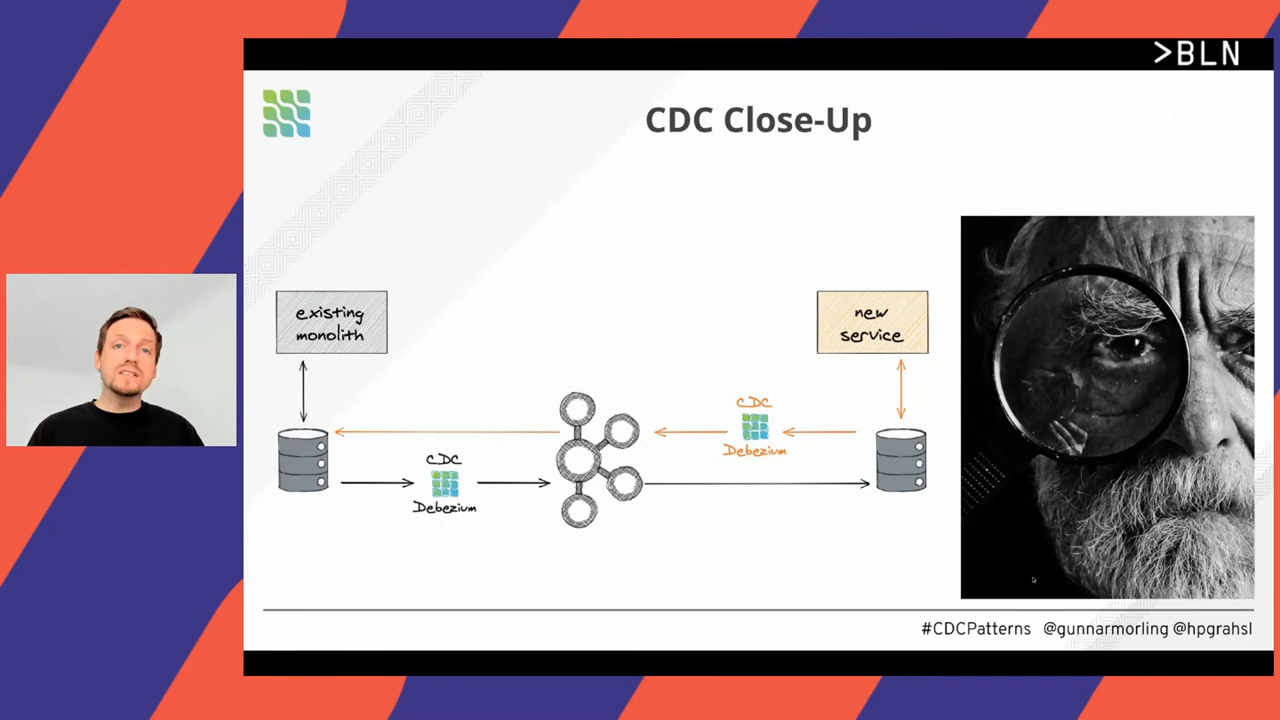 >BLN
CDC Close-Up
existing
monolith
new
service
CDC
Debezium
CDC
Debezium
#CDCPatterns @gunnarmorling @hpgrahsl